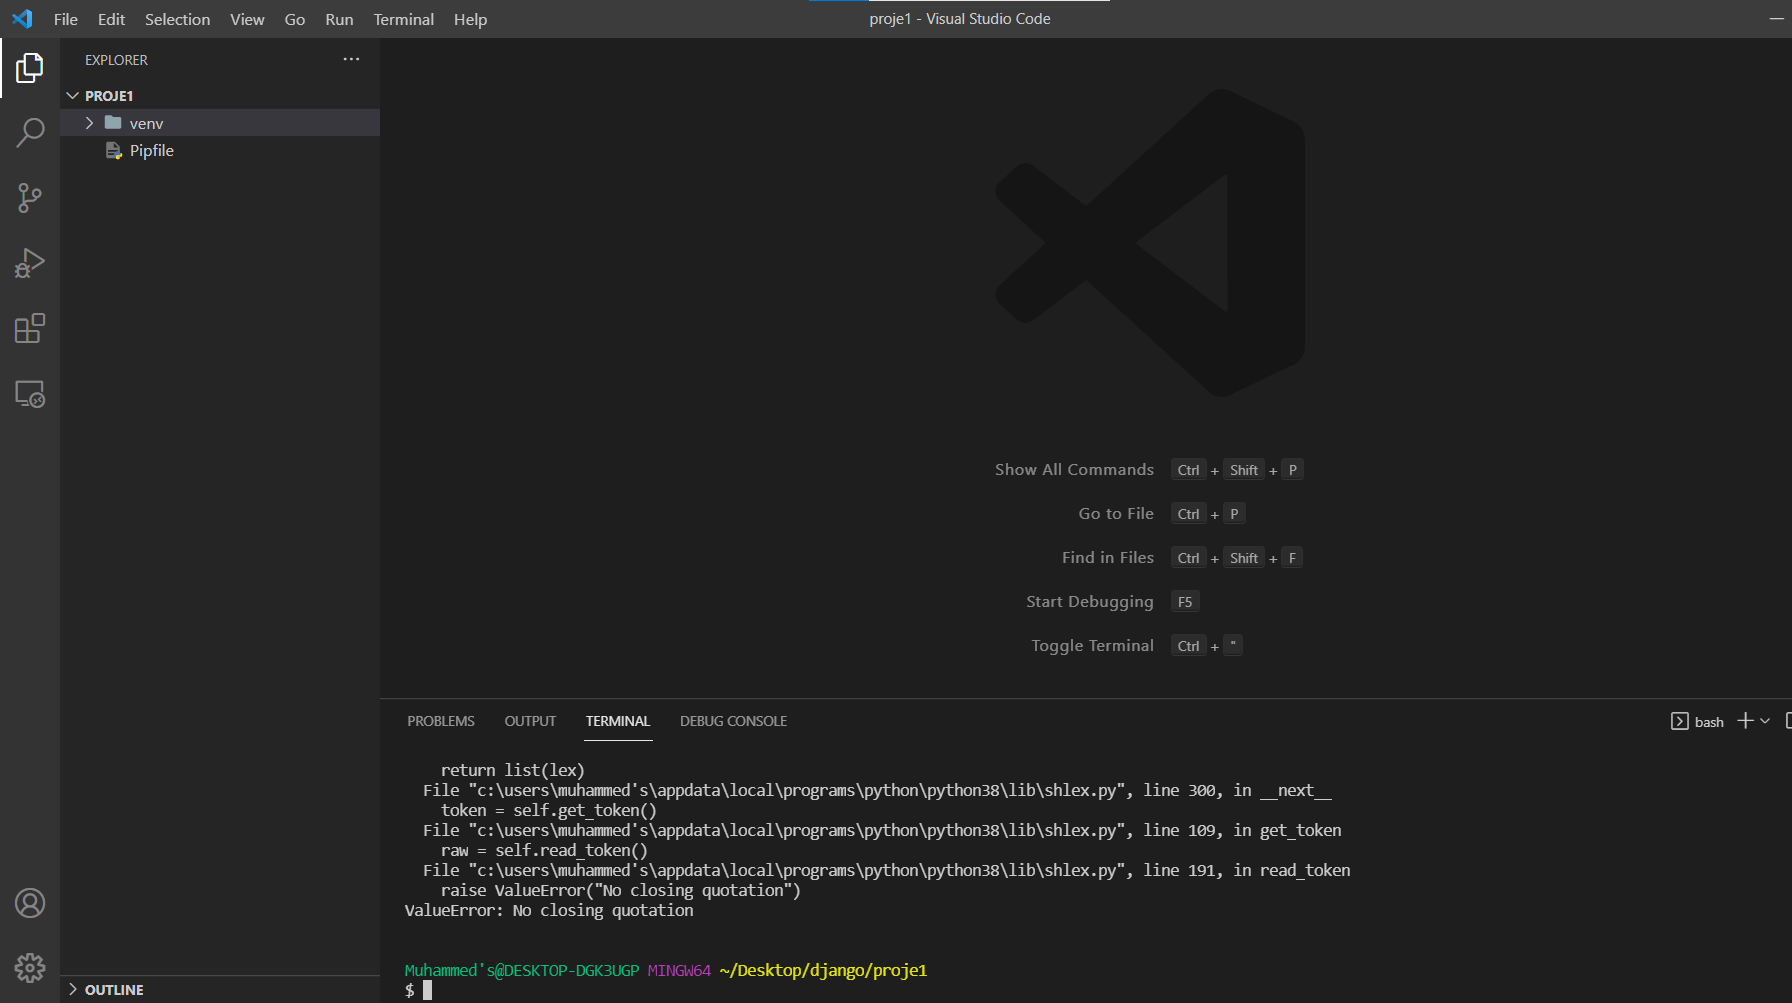 File Edit Selection View Go Run Terminal Help
proje1 - Visual Studio Code
EXPLORER
PROJE1
venv
Pipfile
Show All Commands Ctrl + Shift + P
Go to File Ctrl + P
Find in Files Ctrl + Shift + F
Start Debugging F5
Toggle Terminal Ctrl + "
PROBLEMS OUTPUT TERMINAL DEBUG CONSOLE
bash
return list(lex)
File "c:\users\muhammed's\appdata\local\programs\python\python38\lib\shlex.py", line 300, in __next__
token = self.get_token()
File "c:\users\muhammed's\appdata\local\programs\python\python38\lib\shlex.py", line 109, in get_token
raw = self.read_token()
File "c:\users\muhammed's\appdata\local\programs\python\python38\lib\shlex.py", line 191, in read_token
raise ValueError("No closing quotation")
ValueError: No closing quotation
Muhammed's@DESKTOP-DGK3UGP MINGW64 ~/Desktop/django/proje1
$
OUTLINE